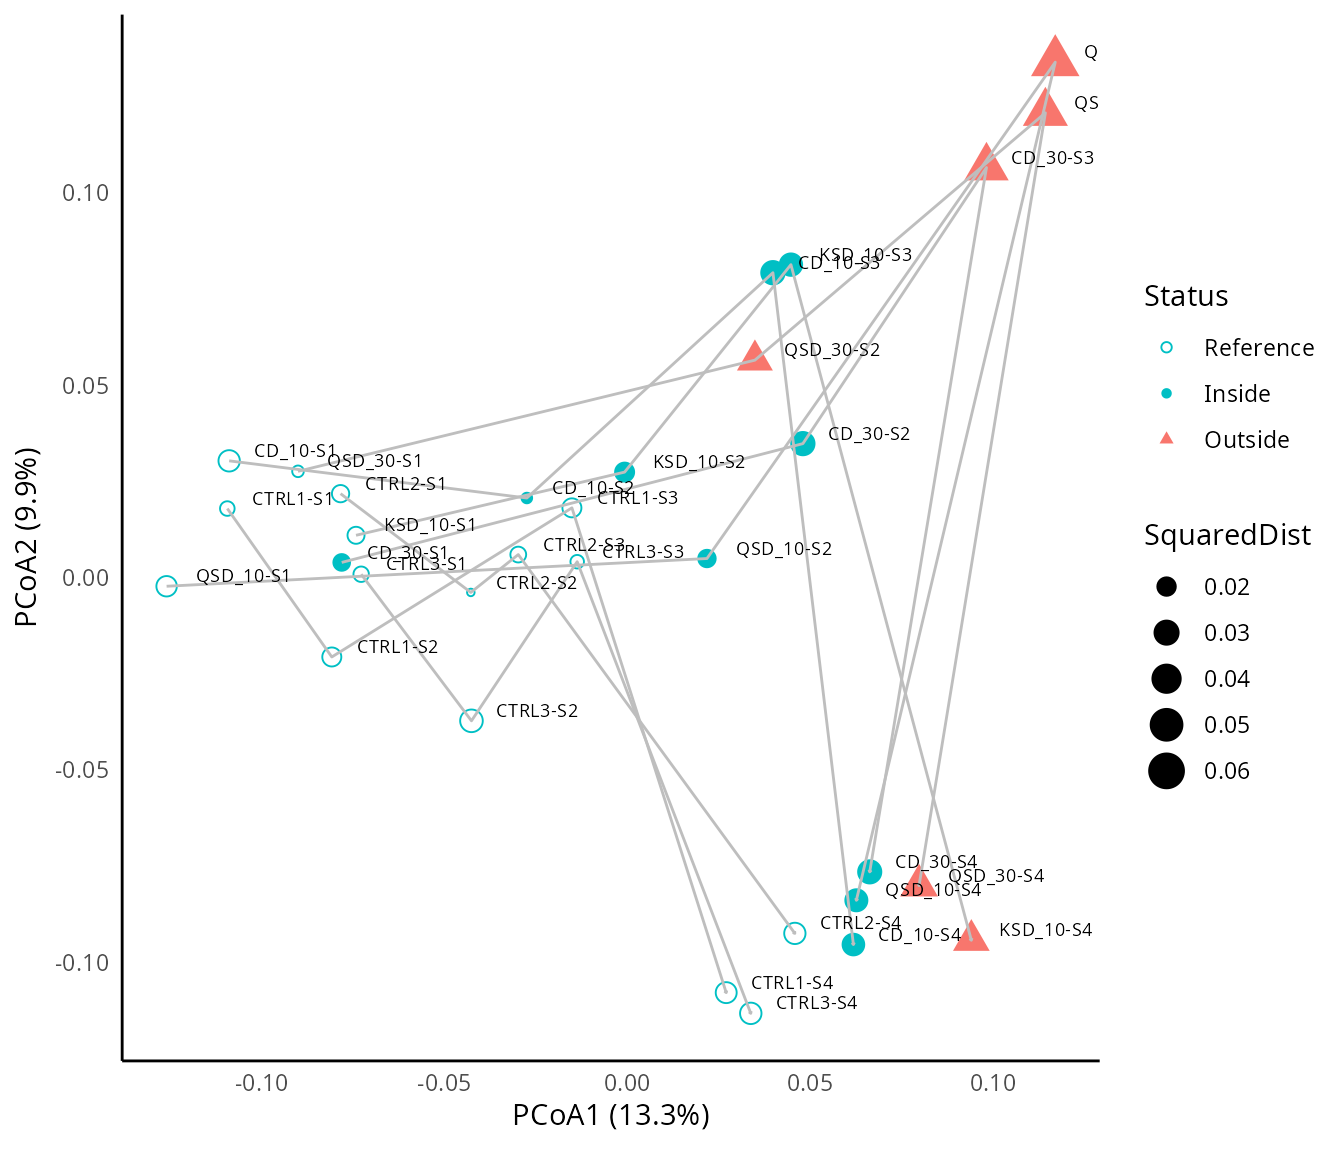 Q
QS
CD_30-S3
KSD_10-S3
CD_10-S3
QSD_30-S2
CD_30-S2
CD_10-S1
QSD_30-S1
KSD_10-S2
CTRL2-S1
CD_10-S2
CTRL1-S1
CTRL1-S3
KSD_10-S1
CTRL2-S3
CD_30-S1
CTRL3-S3
QSD_10-S2
CTRL3-S1
QSD_10-S1
CTRL2-S2
CTRL1-S2
CTRL3-S2
CD_30-S4
QSD_30-S4
QSD_10-S4
CTRL2-S4
CD_10-S4
KSD_10-S4
CTRL1-S4
CTRL3-S4
0.10
0.05
0.00
-0.05
-0.10
PCoA2 (9.9%)
-0.10
-0.05
0.00
0.05
0.10
PCoA1 (13.3%)
Status
Reference
Inside
Outside
SquaredDist
0.02
0.03
0.04
0.05
0.06